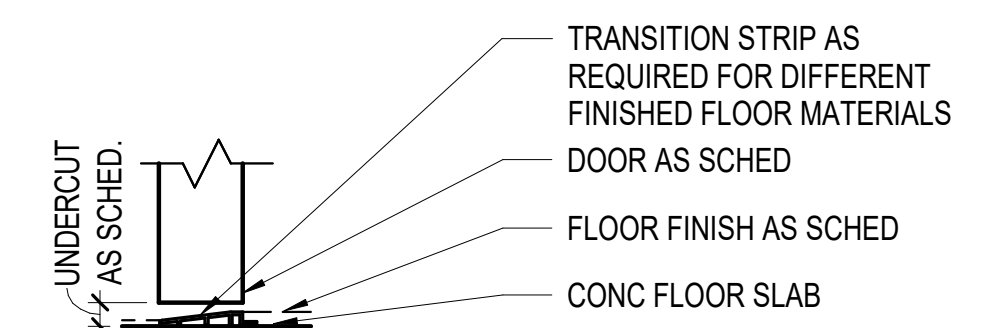 TRANSITION STRIP AS
REQUIRED FOR DIFFERENT
FINISHED FLOOR MATERIALS
DOOR AS SCHED
FLOOR FINISH AS SCHED
CONC FLOOR SLAB
UNDERCUT
AS SCHED.